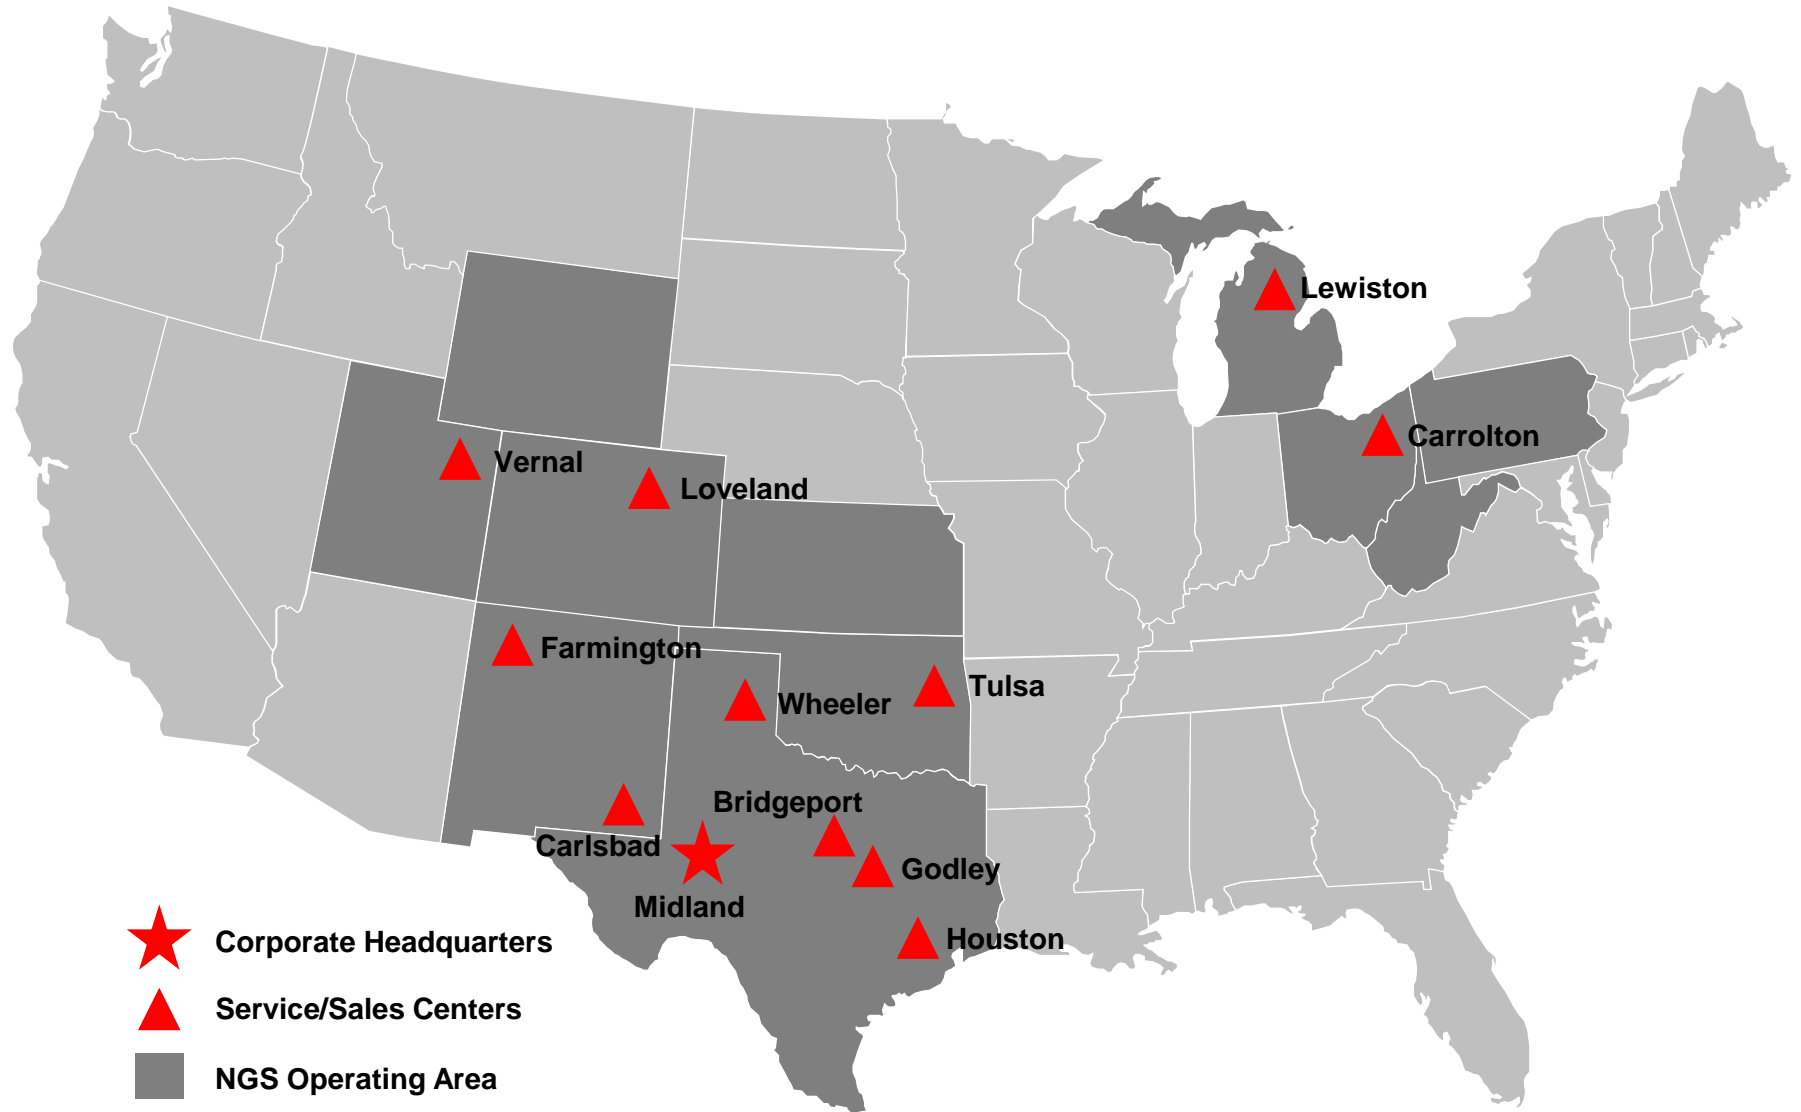 Lewiston
Carrolton
Vernal
Loveland
Farmington
Tulsa
Wheeler
Bridgeport
Carlsbad
Godley
Midland
Houston
Corporate Headquarters
Service/Sales Centers
NGS Operating Area